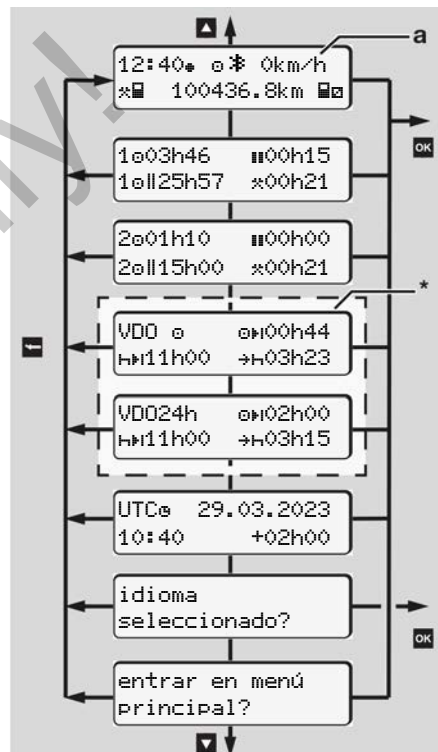 12:40 0km/h
100436.8km
a
OK
1 03h46 00h15
1 25h57 00h21
2 01h10 00h00
2 15h00 00h21
*
VDO 00h44
11h00 03h23
VDO24h 02h00
11h00 03h15
UTC 29.03.2023
10:40 +02h00
idioma
seleccionado?
OK
entrar en menú
principal?
ny!